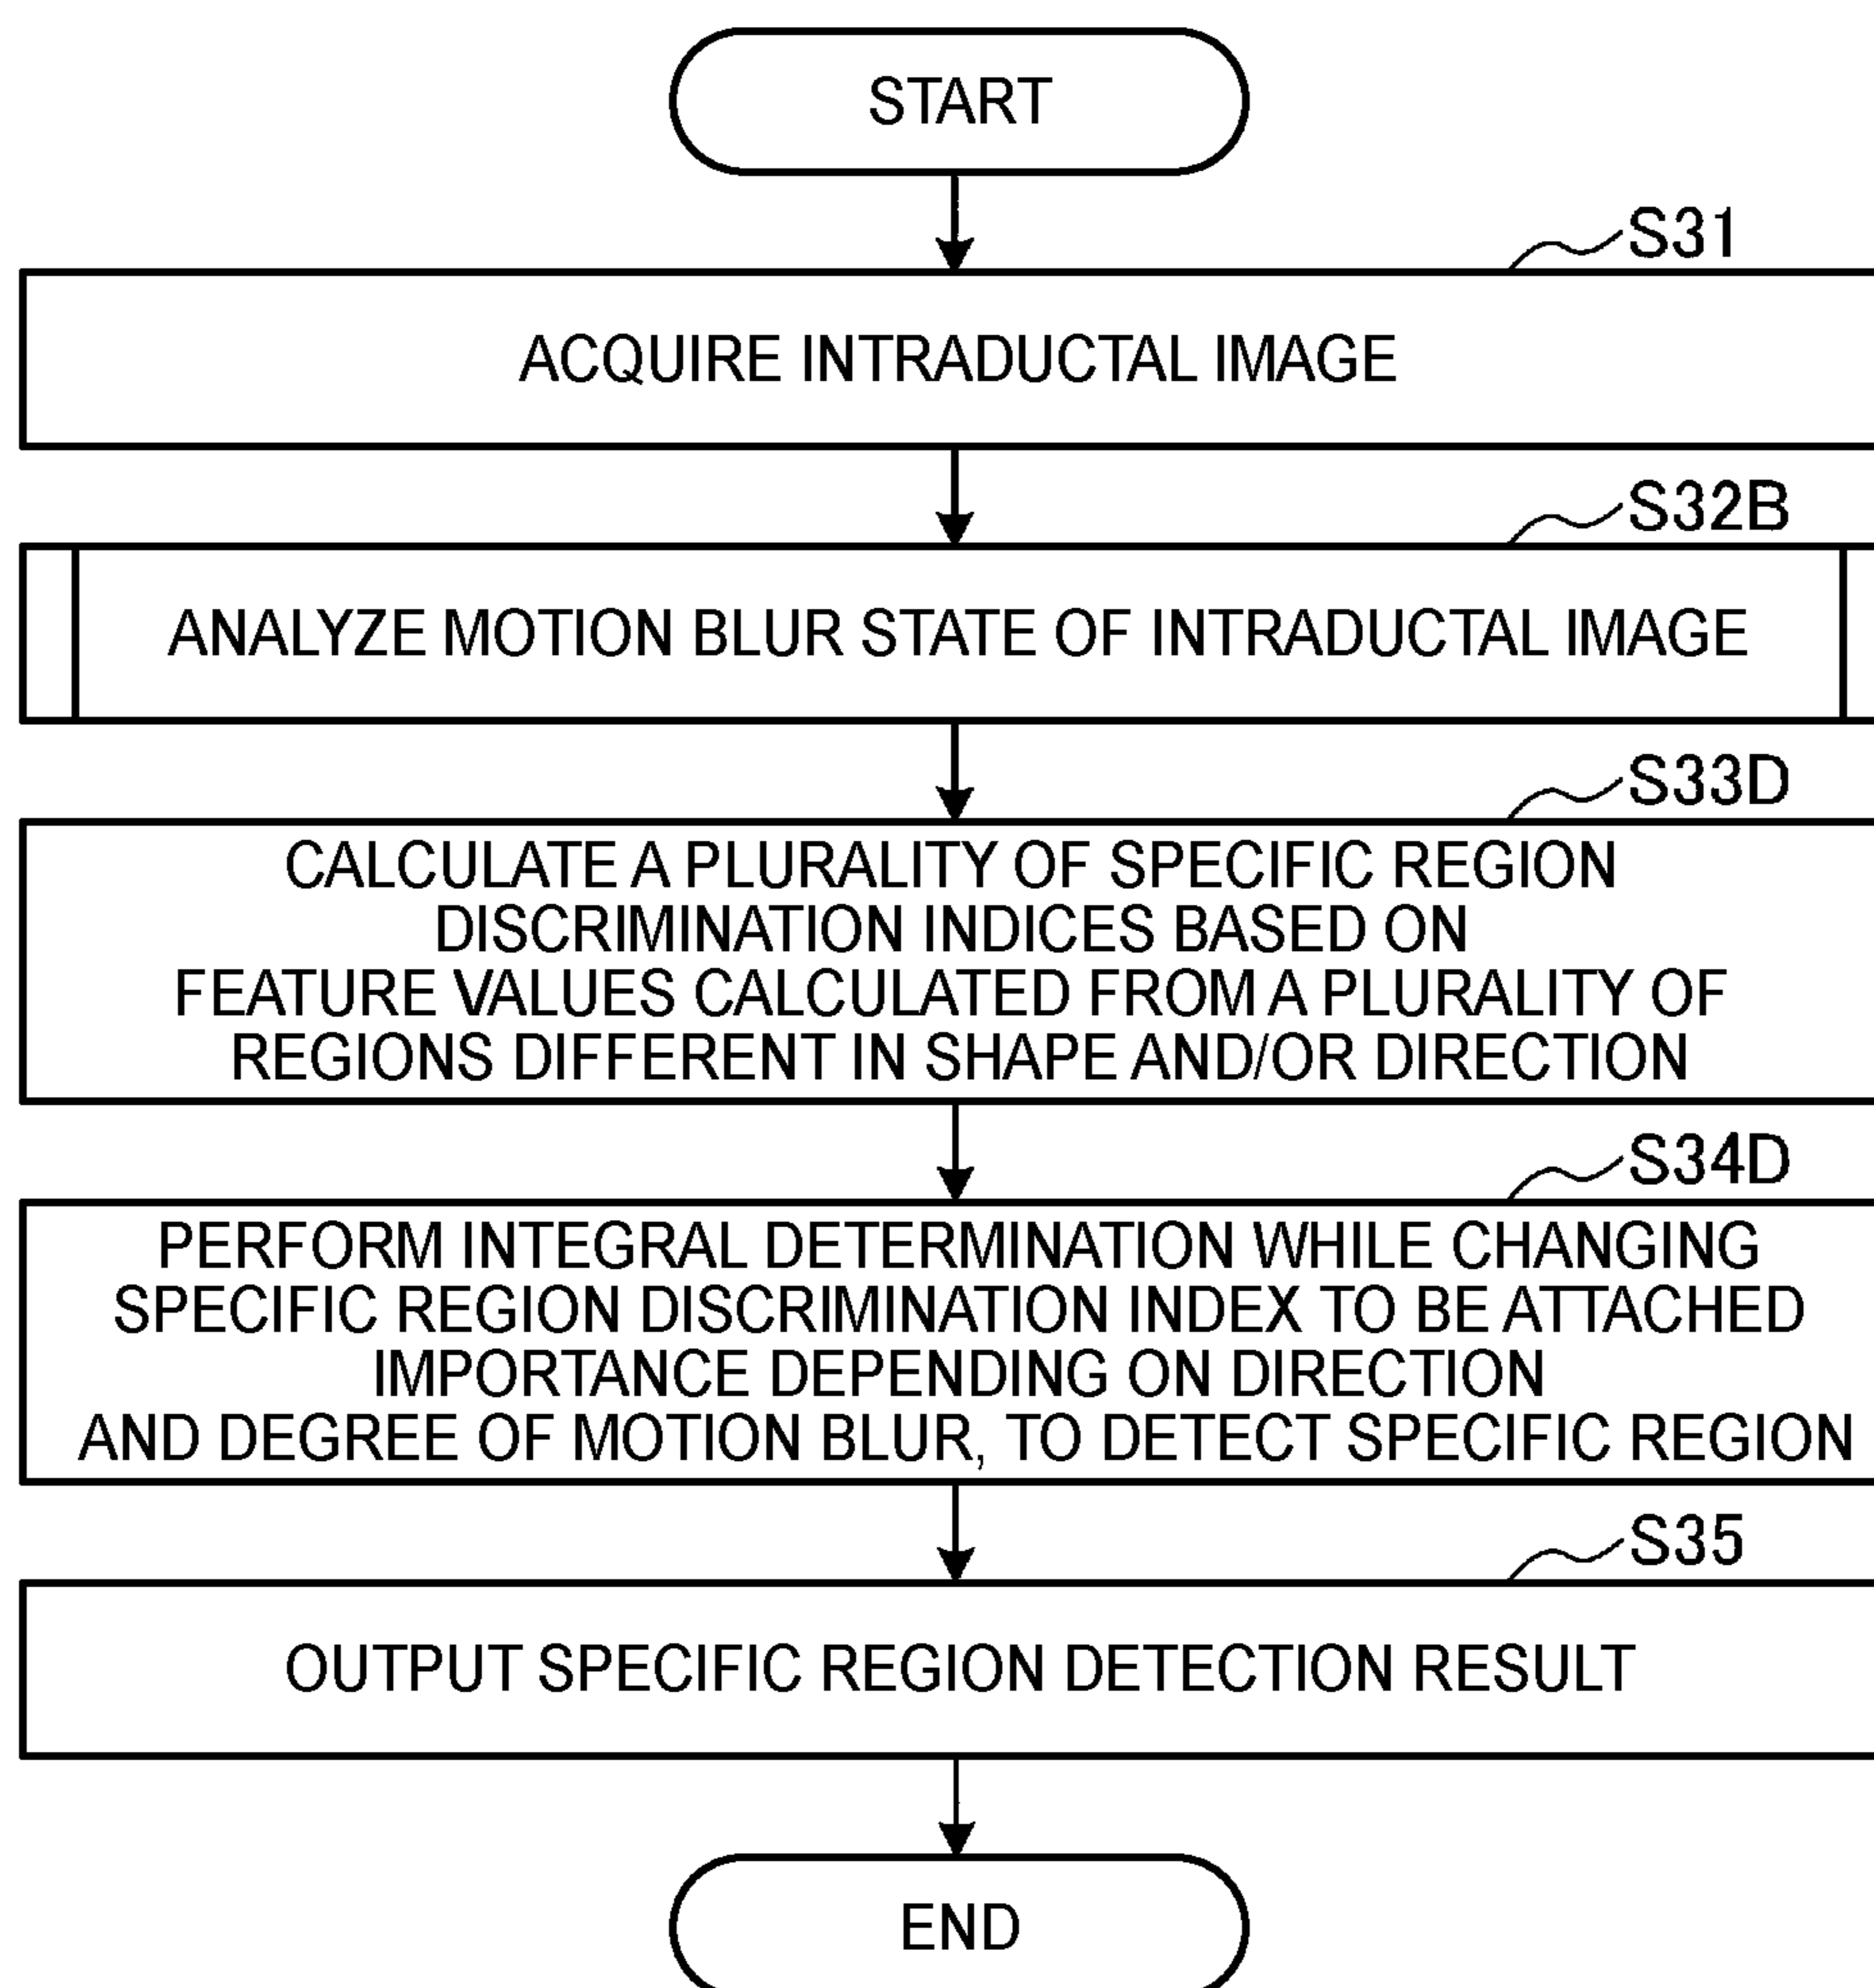 START
S31
ACQUIRE INTRADUCTAL IMAGE
S32B
ANALYZE MOTION BLUR STATE OF INTRADUCTAL IMAGE
S33D
CALCULATE A PLURALITY OF SPECIFIC REGION
DISCRIMINATION INDICES BASED ON
FEATURE VALUES CALCULATED FROM A PLURALITY OF
REGIONS DIFFERENT IN SHAPE AND/OR DIRECTION
S34D
PERFORM INTEGRAL DETERMINATION WHILE CHANGING
SPECIFIC REGION DISCRIMINATION INDEX TO BE ATTACHED
IMPORTANCE DEPENDING ON DIRECTION
AND DEGREE OF MOTION BLUR, TO DETECT SPECIFIC REGION
S35
OUTPUT SPECIFIC REGION DETECTION RESULT
END